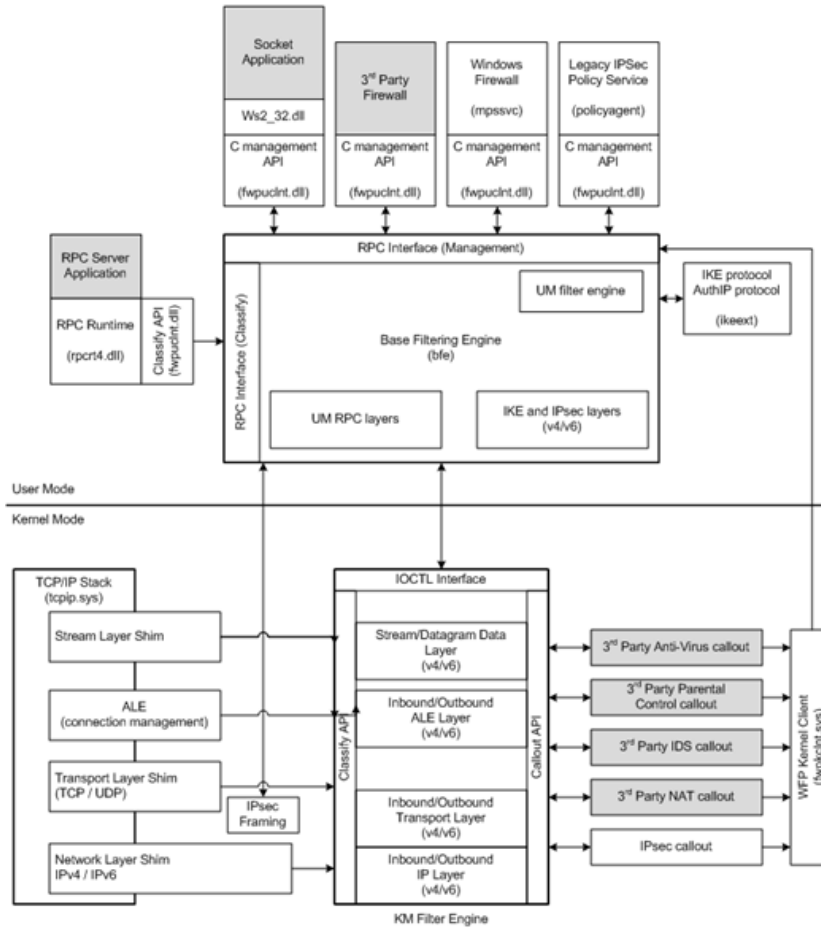 Socket
Application
Ws2_32.dll
C management
API
(fwpuclnt.dll)
3rd Party
Firewall
C management
API
(fwpuclnt.dll)
Windows
Firewall
(mpssvc)
C management
API
(fwpuclnt.dll)
Legacy IPSec
Policy Service
(policyagent)
C management
API
(fwpuclnt.dll)
RPC Interface (Management)
RPC Server
Application
RPC Runtime
(rpcrt4.dll)
Classify API
(fwpuclnt.dll)
RPC Interface (Classify)
UM filter engine
Base Filtering Engine
(bfe)
UM RPC layers
IKE and IPsec layers
(v4/v6)
IKE protocol
AuthIP protocol
(ikeext)
User Mode
Kernel Mode
TCP/IP Stack
(tcpip.sys)
Stream Layer Shim
ALE
(connection management)
Transport Layer Shim
(TCP / UDP)
Network Layer Shim
IPv4 / IPv6
IPsec
Framing
IOCTL Interface
Classify API
Stream/Datagram Data
Layer
(v4/v6)
Inbound/Outbound
ALE Layer
(v4/v6)
Inbound/Outbound
Transport Layer
(v4/v6)
Inbound/Outbound
IP Layer
(v4/v6)
Callout API
KM Filter Engine
3rd Party Anti-Virus callout
3rd Party Parental
Control callout
3rd Party IDS callout
3rd Party NAT callout
IPsec callout
WFP Kernel Client
(fwpkclnt.sys)